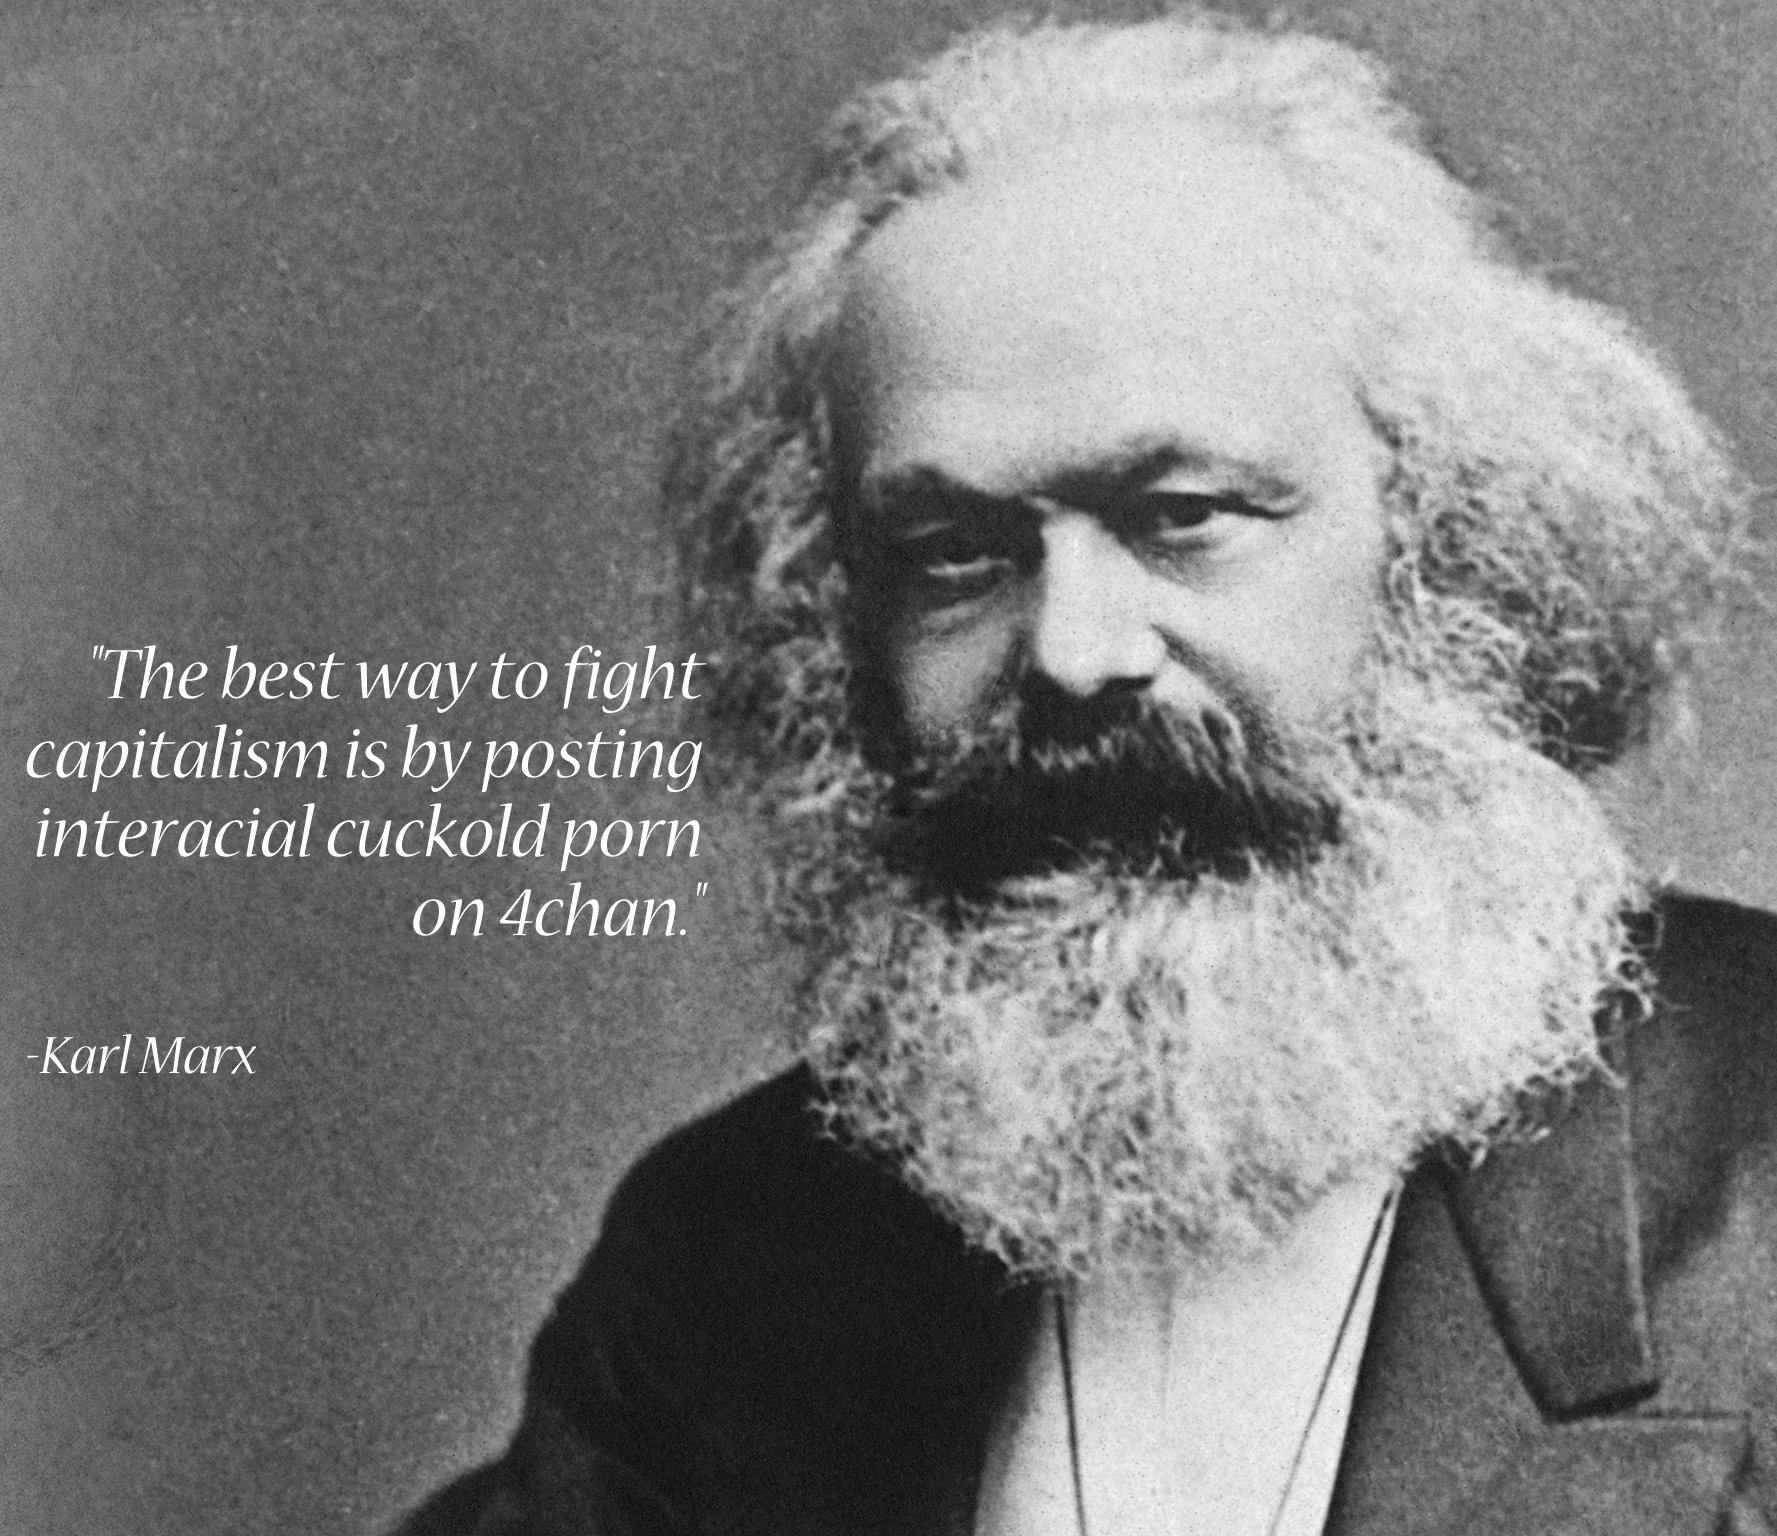 "The best way to fight
capitalism is by posting
interacial cuckold porn
on 4chan."
-Karl Marx